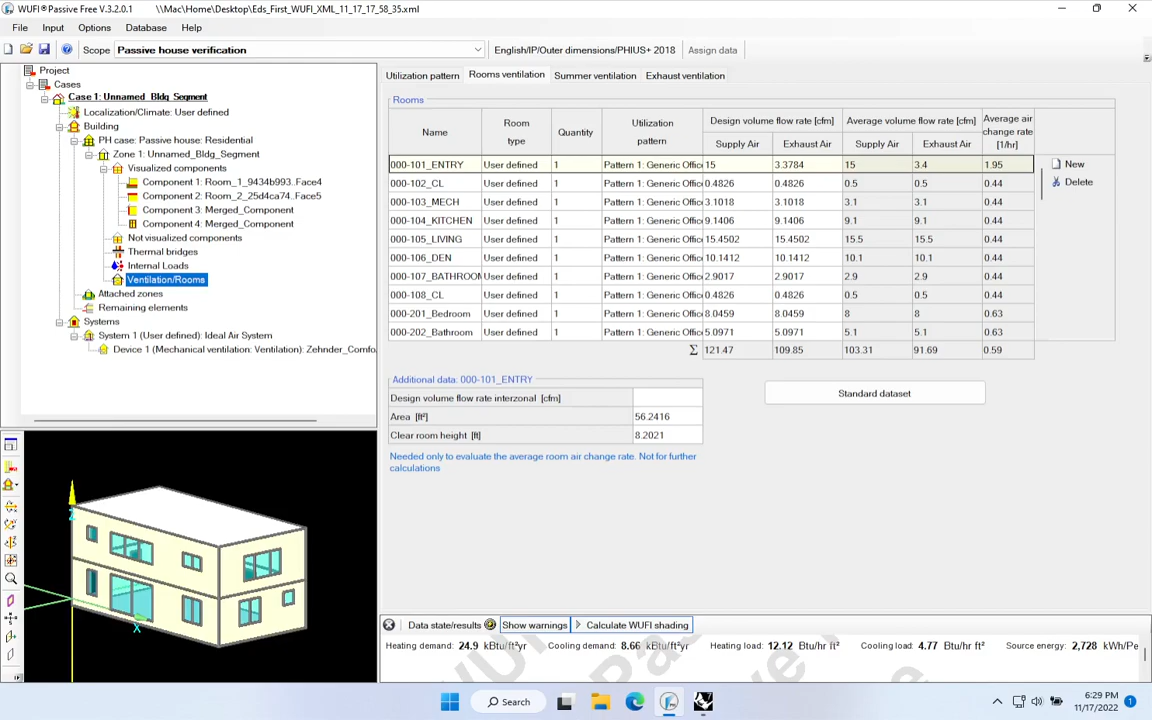 WUFI®Passive Free V.3.2.0.1 \\Mac\Home\Desktop\Eds_First_WUFI_XML_11_17_17_58_35.xml
File Input Options Database Help
Scope Passive house verification English/IP/Outer dimensions/PHIUS+ 2018 Assign data
Project
Cases
Case 1: Unnamed_Bldg_Segment
Localization/Climate: User defined
Building
PH case: Passive house: Residential
Zone 1: Unnamed_Bldg_Segment
Visualized components
Component 1: Room_1_9434b993..Face4
Component 2: Room_2_25d4ca74..Face5
Component 3: Merged_Component
Component 4: Merged_Component
Not visualized components
Thermal bridges
Internal Loads
Ventilation/Rooms
Attached zones
Remaining elements
Systems
System 1 (User defined): Ideal Air System
Device 1 (Mechanical ventilation: Ventilation): Zehnder_Comfo
Utilization pattern Rooms ventilation Summer ventilation Exhaust ventilation
Rooms
Name Room type Quantity Utilization pattern Design volume flow rate [cfm] Average volume flow rate [cfm] Average air change rate [1/hr]
Supply Air Exhaust Air Supply Air Exhaust Air
000-101_ENTRY User defined 1 Pattern 1: Generic Offic 15 3.3784 15 3.4 1.95
000-102_CL User defined 1 Pattern 1: Generic Offic 0.4826 0.4826 0.5 0.5 0.44
000-103_MECH User defined 1 Pattern 1: Generic Offic 3.1018 3.1018 3.1 3.1 0.44
000-104_KITCHEN User defined 1 Pattern 1: Generic Offic 9.1406 9.1406 9.1 9.1 0.44
000-105_LIVING User defined 1 Pattern 1: Generic Offic 15.4502 15.4502 15.5 15.5 0.44
000-106_DEN User defined 1 Pattern 1: Generic Offic 10.1412 10.1412 10.1 10.1 0.44
000-107_BATHROOM User defined 1 Pattern 1: Generic Offic 2.9017 2.9017 2.9 2.9 0.44
000-108_CL User defined 1 Pattern 1: Generic Offic 0.4826 0.4826 0.5 0.5 0.44
000-201_Bedroom User defined 1 Pattern 1: Generic Offic 8.0459 8.0459 8 8 0.63
000-202_Bathroom User defined 1 Pattern 1: Generic Offic 5.0971 5.0971 5.1 5.1 0.63
Σ 121.47 109.85 103.31 91.69 0.59
New
Delete
Additional data: 000-101_ENTRY
Design volume flow rate interzonal [cfm]
Area [ft²] 56.2416
Clear room height [ft] 8.2021
Needed only to evaluate the average room air change rate. Not for further
calculations
Standard dataset
Z
X
Data state/results Show warnings Calculate WUFI shading
Heating demand: 24.9 kBtu/ft²yr Cooling demand: 8.66 kBtu/ft²yr Heating load: 12.12 Btu/hr ft² Cooling load: 4.77 Btu/hr ft² Source energy: 2,728 kWh/Pe
Search
6:29 PM
11/17/2022
1